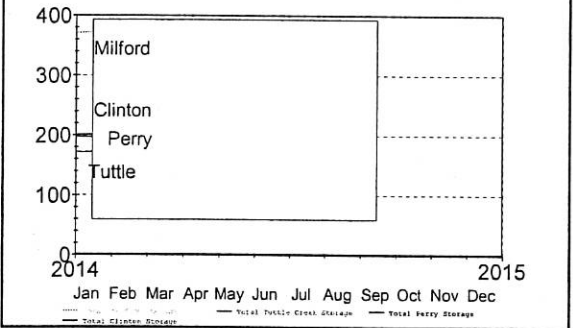 400
Milford
300
Clinton
200
Perry
Tuttle
100
0
2014 2015
Jan Feb Mar Apr May Jun Jul Aug Sep Oct Nov Dec
Total Tuttle Creek Storage Total Perry Storage
Total Clinton Storage